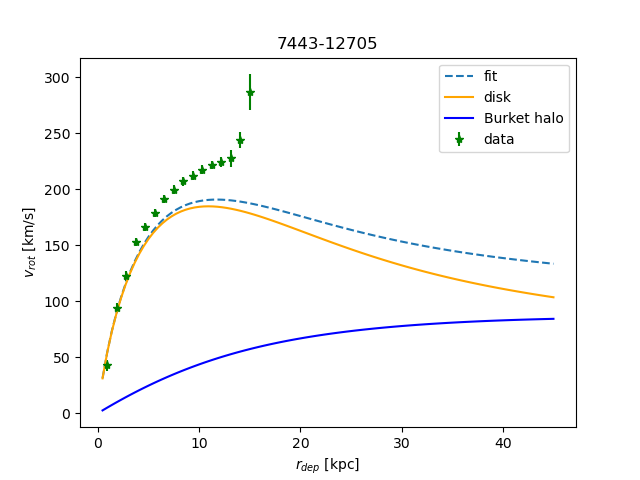 7443-12705
300
250
200
150
100
50
0
v_rot [km/s]
fit
disk
Burket halo
data
0 10 20 30 40
r_dep [kpc]